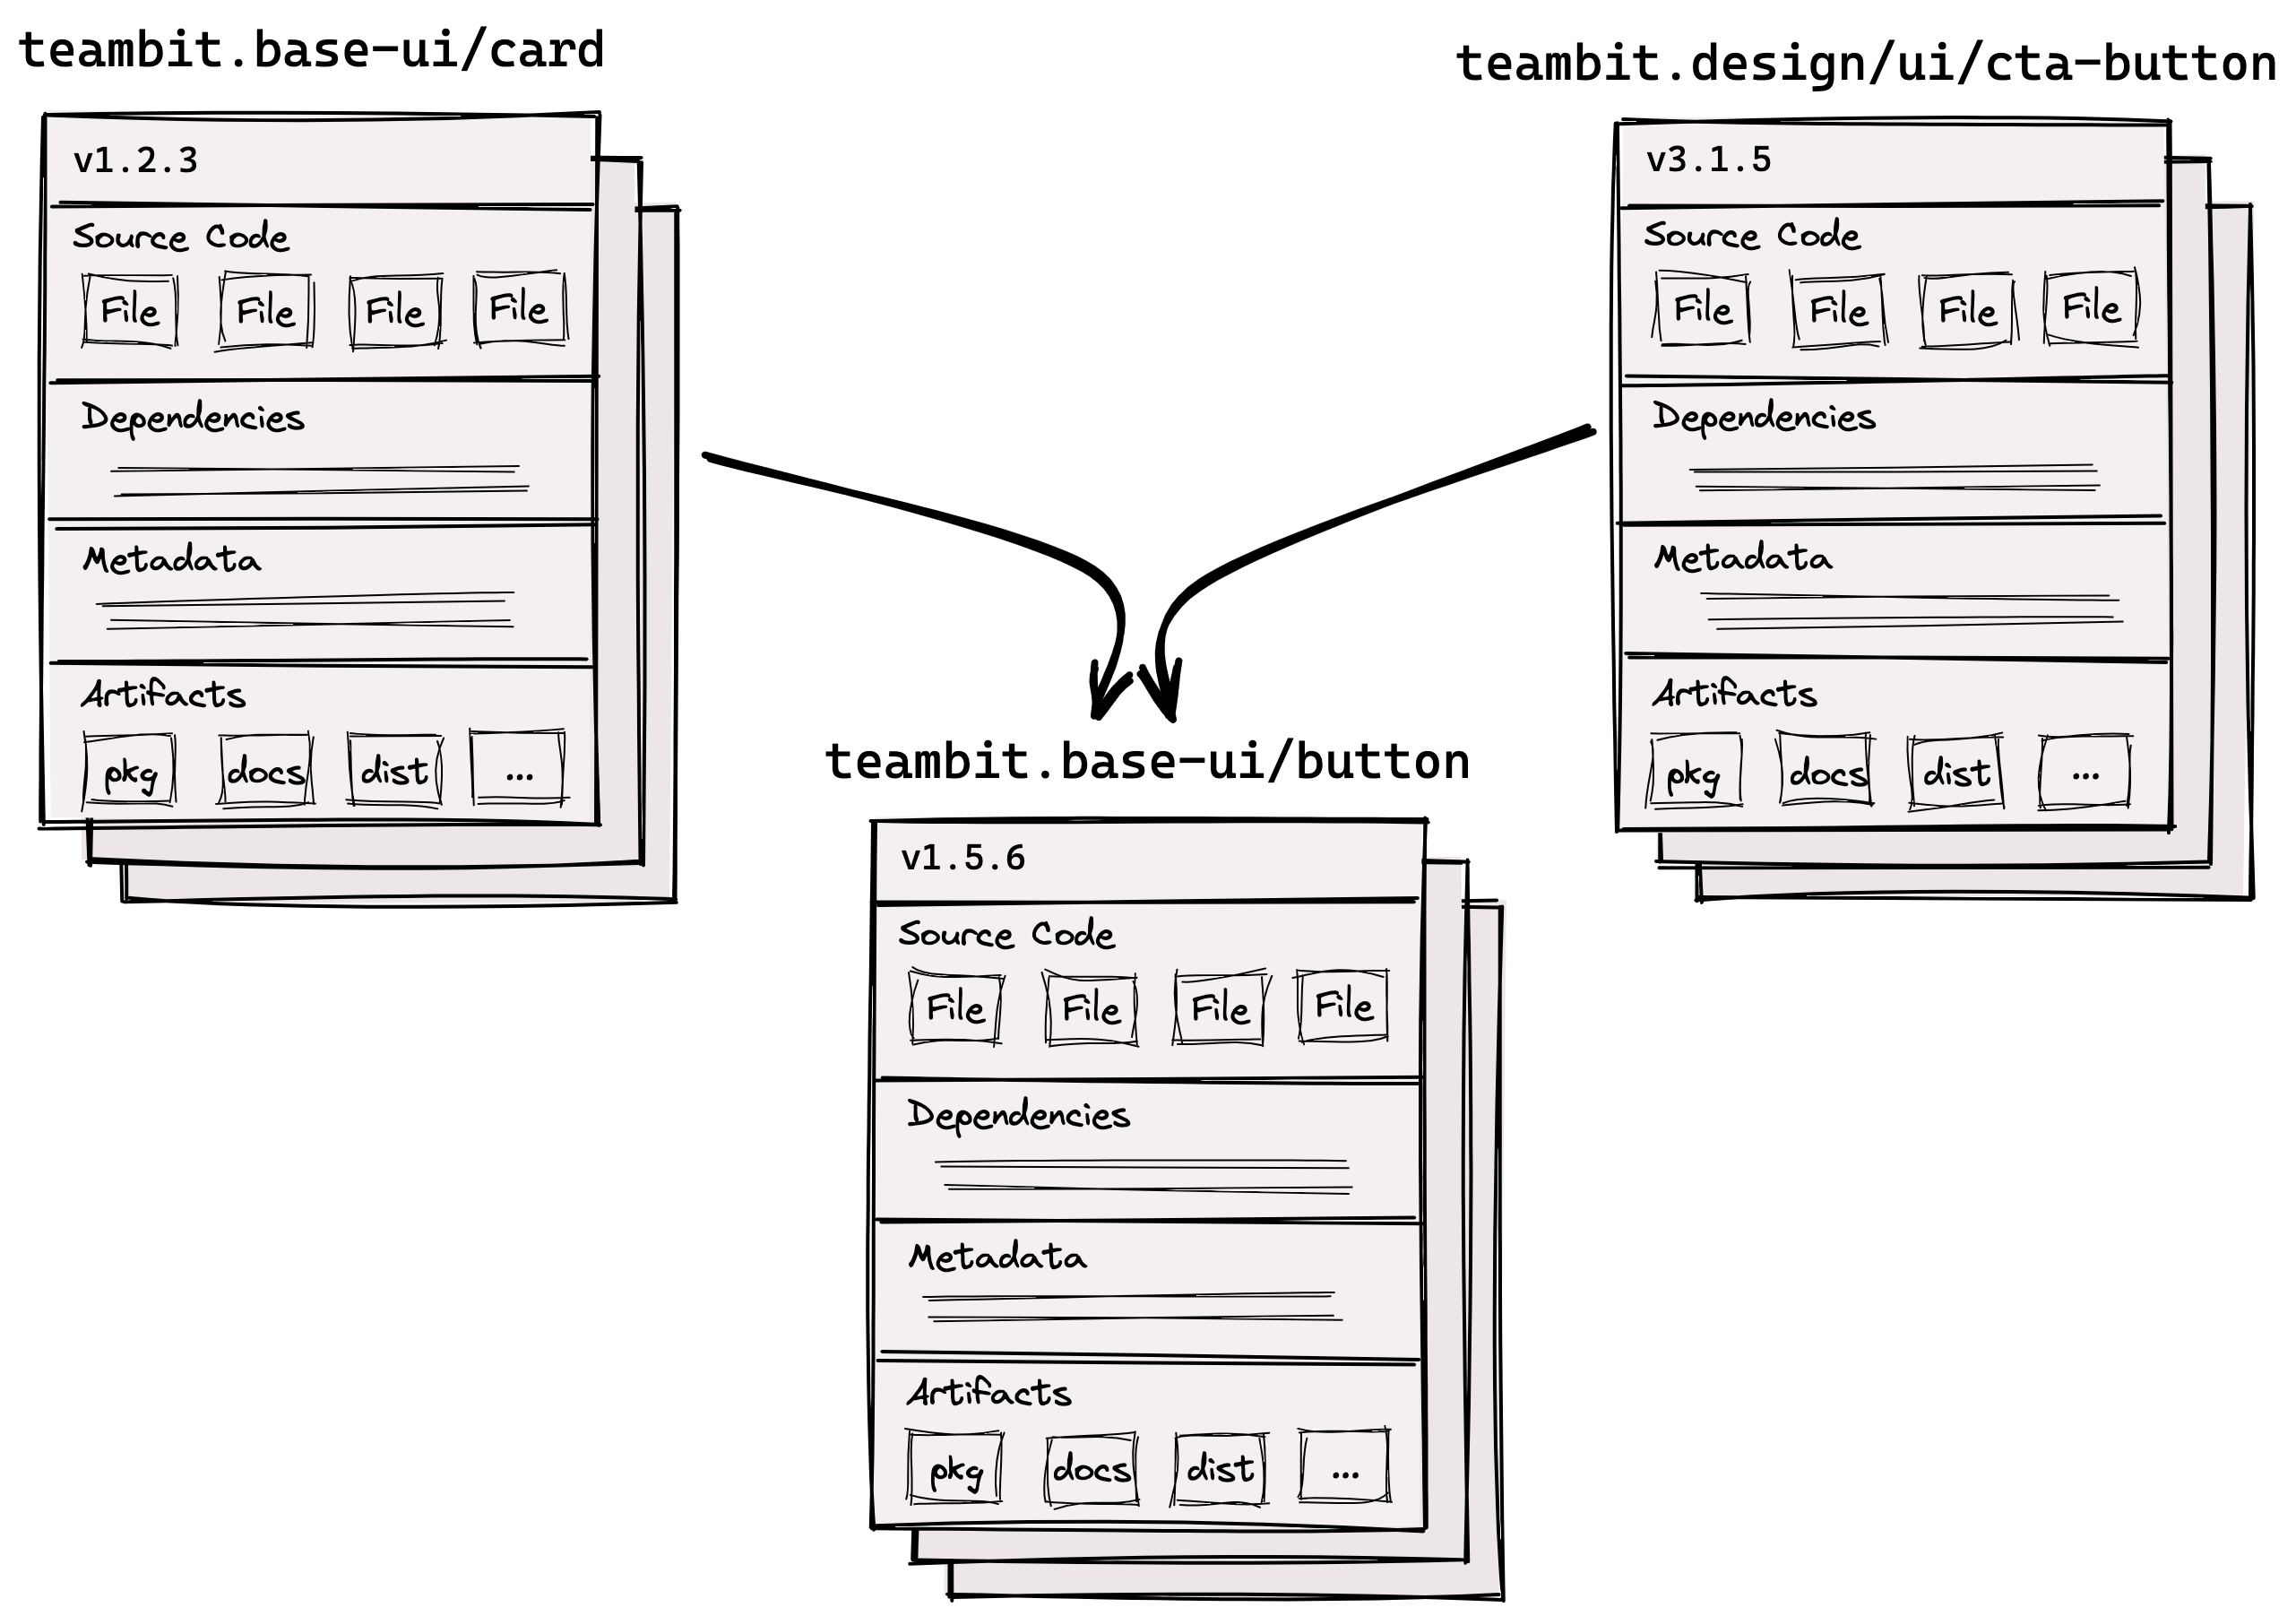 teambit.base-ui/card
v1.2.3
Source Code
File File File File
Dependencies
Metadata
Artifacts
pkg docs dist ...
teambit.design/ui/cta-button
v3.1.5
Source Code
File File File File
Dependencies
Metadata
Artifacts
pkg docs dist ...
teambit.base-ui/button
v1.5.6
Source Code
File File File File
Dependencies
Metadata
Artifacts
pkg docs dist ...